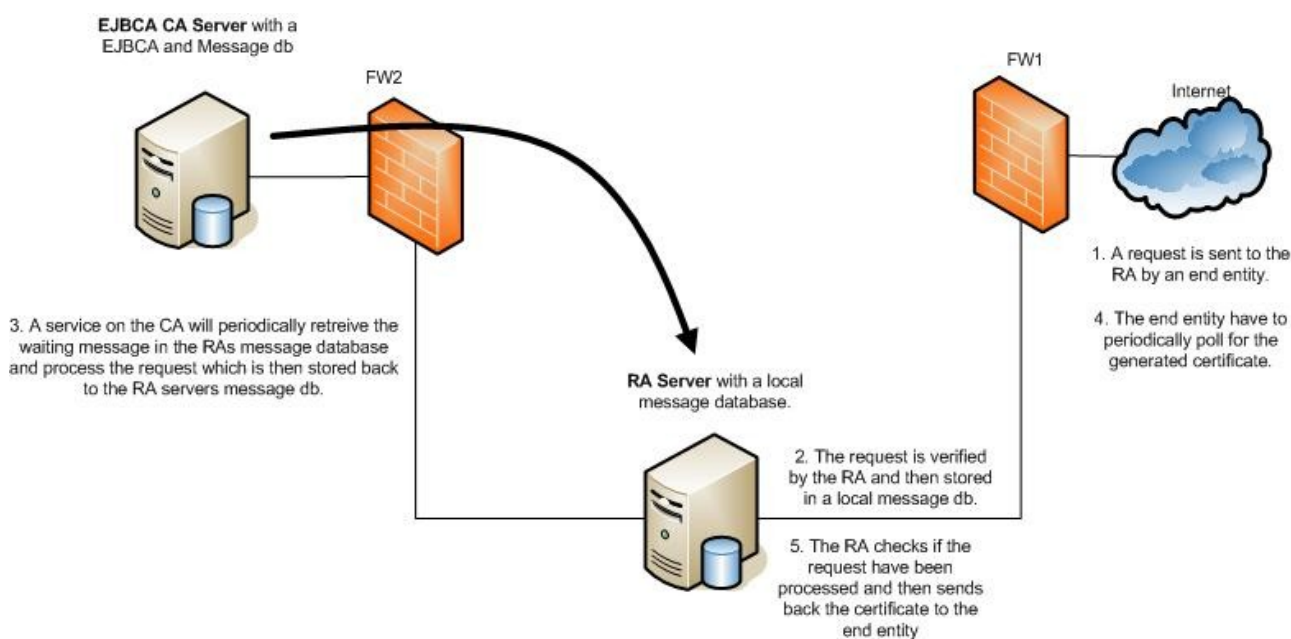 EJBCA CA Server with a
EJBCA and Message db
FW2
FW1
Internet
1. A request is sent to the
RA by an end entity.
4. The end entity have to
periodically poll for the
generated certificate.
3. A service on the CA will periodically retreive the
waiting message in the RAs message database
and process the request which is then stored back
to the RA servers message db.
RA Server with a local
message database.
2. The request is verified
by the RA and then stored
in a local message db.
5. The RA checks if the
request have been
processed and then sends
back the certificate to the
end entity